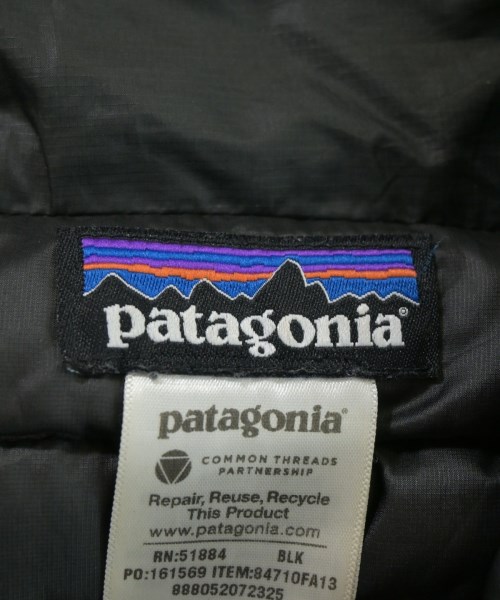 patagonia®
patagonia®
COMMON THREADS
PARTNERSHIP
Repair, Reuse, Recycle
This Product
www.patagonia.com
RN:51884 BLK
PO:161569 ITEM:84710FA13
888052072325